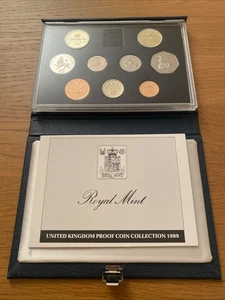 Royal Mint
UNITED KINGDOM PROOF COIN COLLECTION 1989